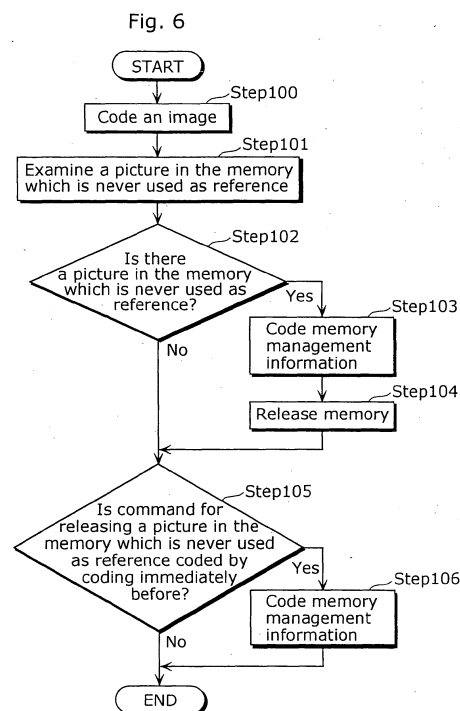 Fig. 6
START
Step100
Code an image
Step101
Examine a picture in the memory
which is never used as reference
Step102
Is there
a picture in the memory
which is never used as
reference?
Yes
No
Step103
Code memory
management
information
Step104
Release memory
Step105
Is command for
releasing a picture in the
memory which is never used
as reference coded by
coding immediately
before?
Yes
No
Step106
Code memory
management
information
END